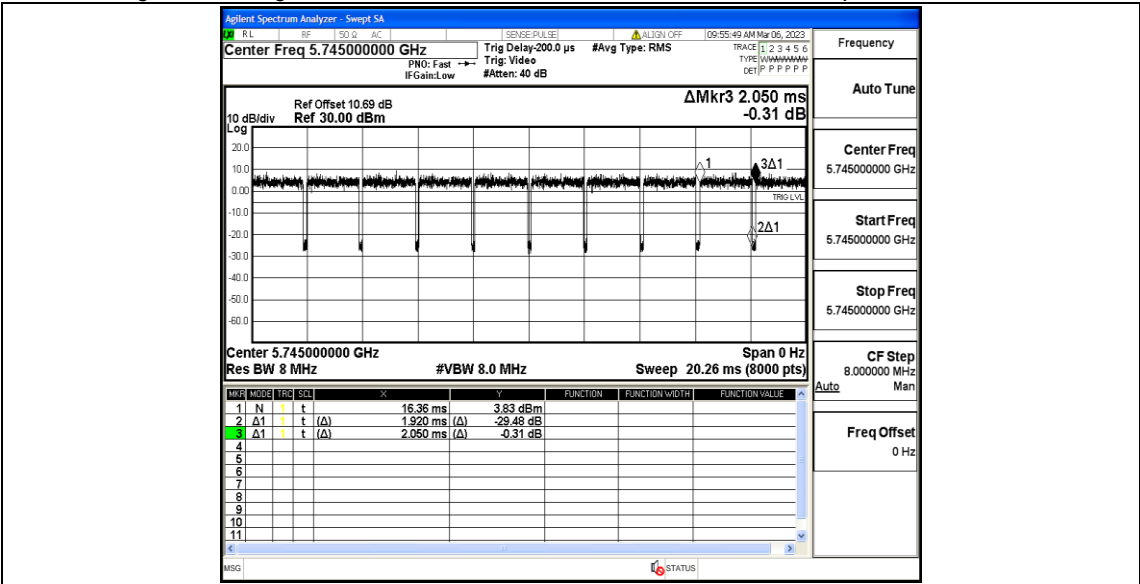 Agilent Spectrum Analyzer - Swept SA
RL RF 50 Ω AC SENSE:PULSE ALIGN OFF 09:55:49 AM Mar 06, 2023
Center Freq 5.745000000 GHz
PNO: Fast
IFGain:Low
Trig Delay-200.0 µs
Trig: Video
#Atten: 40 dB
#Avg Type: RMS
TRACE 1 2 3 4 5 6
TYPE
DET P P P P P P
Ref Offset 10.69 dB
Ref 30.00 dBm
10 dB/div
Log
ΔMkr3 2.050 ms
-0.31 dB
20.0
10.0
0.00
-10.0
-20.0
-30.0
-40.0
-50.0
-60.0
1
3Δ1
TRIG LVL
2Δ1
Center 5.745000000 GHz Span 0 Hz
Res BW 8 MHz #VBW 8.0 MHz Sweep 20.26 ms (8000 pts)
MKR MODE TRC SCL X Y FUNCTION FUNCTION WIDTH FUNCTION VALUE
1 N 1 t 16.36 ms 3.83 dBm
2 Δ1 1 t (Δ) 1.920 ms (Δ) -29.48 dB
3 Δ1 1 t (Δ) 2.050 ms (Δ) -0.31 dB
4
5
6
7
8
9
10
11
MSG STATUS
Frequency
Auto Tune
Center Freq
5.745000000 GHz
Start Freq
5.745000000 GHz
Stop Freq
5.745000000 GHz
CF Step
8.000000 MHz
Auto Man
Freq Offset
0 Hz